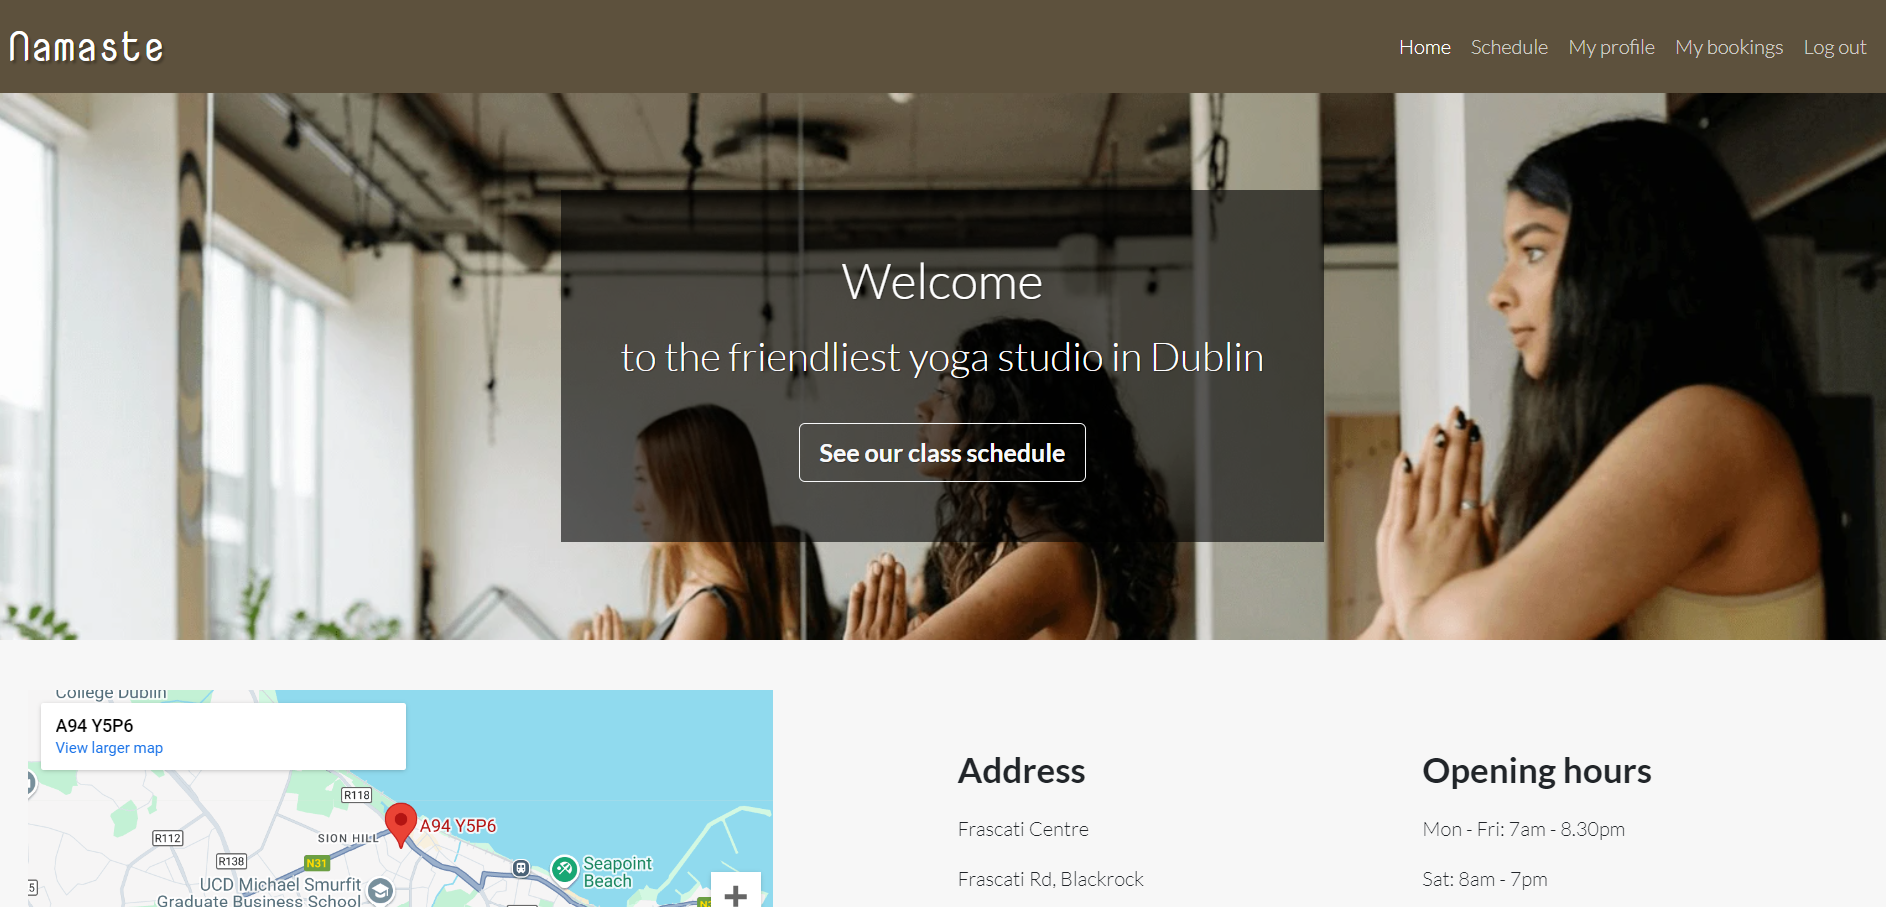 Namaste
Home Schedule My profile My bookings Log out
Welcome
to the friendliest yoga studio in Dublin
See our class schedule
College Dublin
A94 Y5P6
View larger map
R118
A94 Y5P6
SION HILL
R112
R138
N31
Seapoint
Beach
UCD Michael Smurfit
Graduate Business School
Address
Frascati Centre
Frascati Rd, Blackrock
Opening hours
Mon - Fri: 7am - 8.30pm
Sat: 8am - 7pm